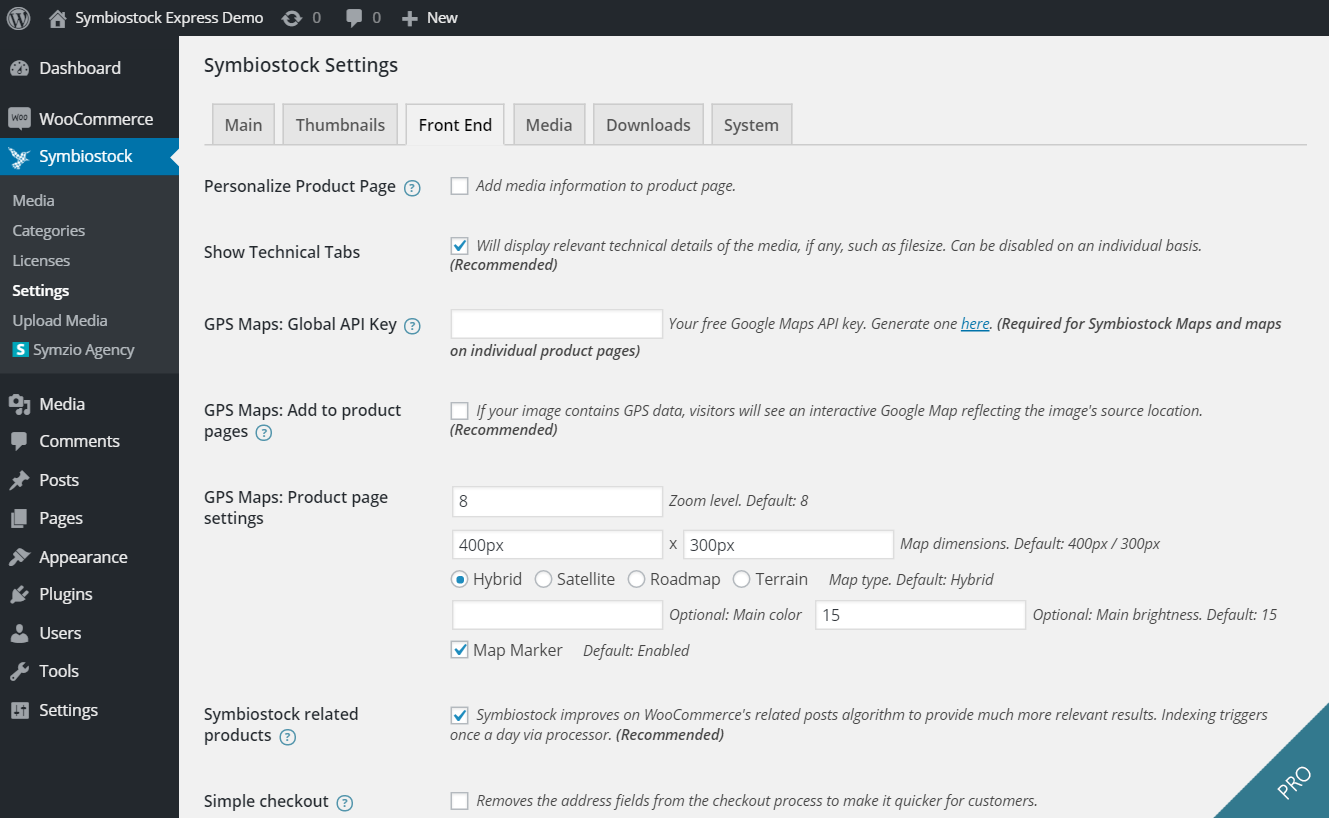 Symbiostock Express Demo 0 0 New
Dashboard
WOO WooCommerce
Symbiostock
Media
Categories
Licenses
Settings
Upload Media
S Symzio Agency
Media
Comments
Posts
Pages
Appearance
Plugins
Users
Tools
Settings
Symbiostock Settings
Main Thumbnails Front End Media Downloads System
Personalize Product Page ? Add media information to product page.
Show Technical Tabs Will display relevant technical details of the media, if any, such as filesize. Can be disabled on an individual basis.
(Recommended)
GPS Maps: Global API Key ? Your free Google Maps API key. Generate one here. (Required for Symbiostock Maps and maps
on individual product pages)
GPS Maps: Add to product If your image contains GPS data, visitors will see an interactive Google Map reflecting the image's source location.
pages ? (Recommended)
GPS Maps: Product page 8 Zoom level. Default: 8
settings
400px x 300px Map dimensions. Default: 400px / 300px
Hybrid Satellite Roadmap Terrain Map type. Default: Hybrid
Optional: Main color 15 Optional: Main brightness. Default: 15
Map Marker Default: Enabled
Symbiostock related Symbiostock improves on WooCommerce's related posts algorithm to provide much more relevant results. Indexing triggers
products ? once a day via processor. (Recommended)
Simple checkout ? Removes the address fields from the checkout process to make it quicker for customers.
PRO